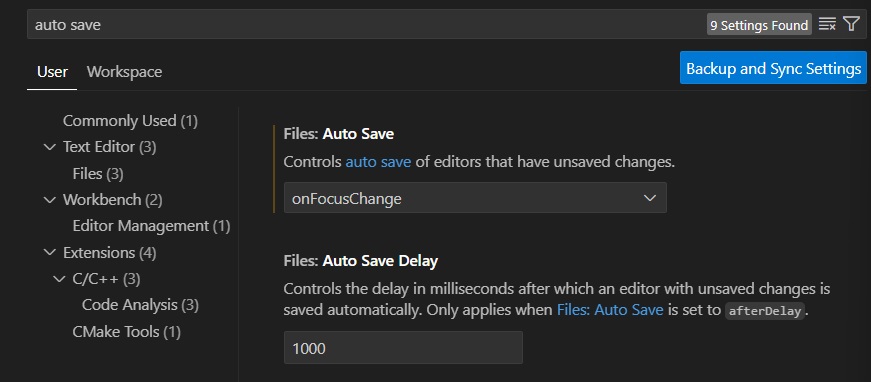 auto save
9 Settings Found
User
Workspace
Backup and Sync Settings
Commonly Used (1)
Text Editor (3)
Files (3)
Workbench (2)
Editor Management (1)
Extensions (4)
C/C++ (3)
Code Analysis (3)
CMake Tools (1)
Files: Auto Save
Controls auto save of editors that have unsaved changes.
onFocusChange
Files: Auto Save Delay
Controls the delay in milliseconds after which an editor with unsaved changes is
saved automatically. Only applies when Files: Auto Save is set to afterDelay.
1000